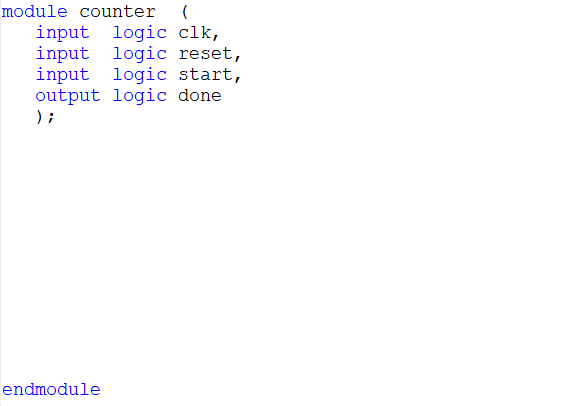 module counter  (
   input  logic clk,
   input  logic reset,
   input  logic start,
   output logic done
   );
endmodule